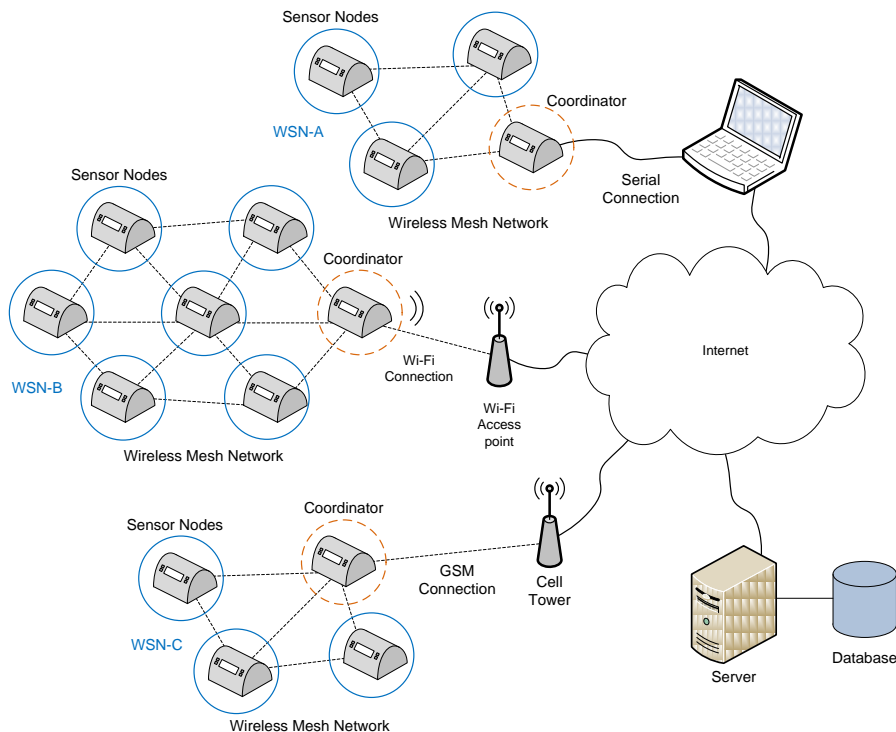 Sensor Nodes
WSN-A
Coordinator
Serial
Connection
Wireless Mesh Network
Sensor Nodes
Coordinator
Internet
Wi-Fi
Connection
WSN-B
Wi-Fi
Access
point
Wireless Mesh Network
Sensor Nodes
Coordinator
GSM
Connection
Cell
Tower
WSN-C
Server
Database
Wireless Mesh Network